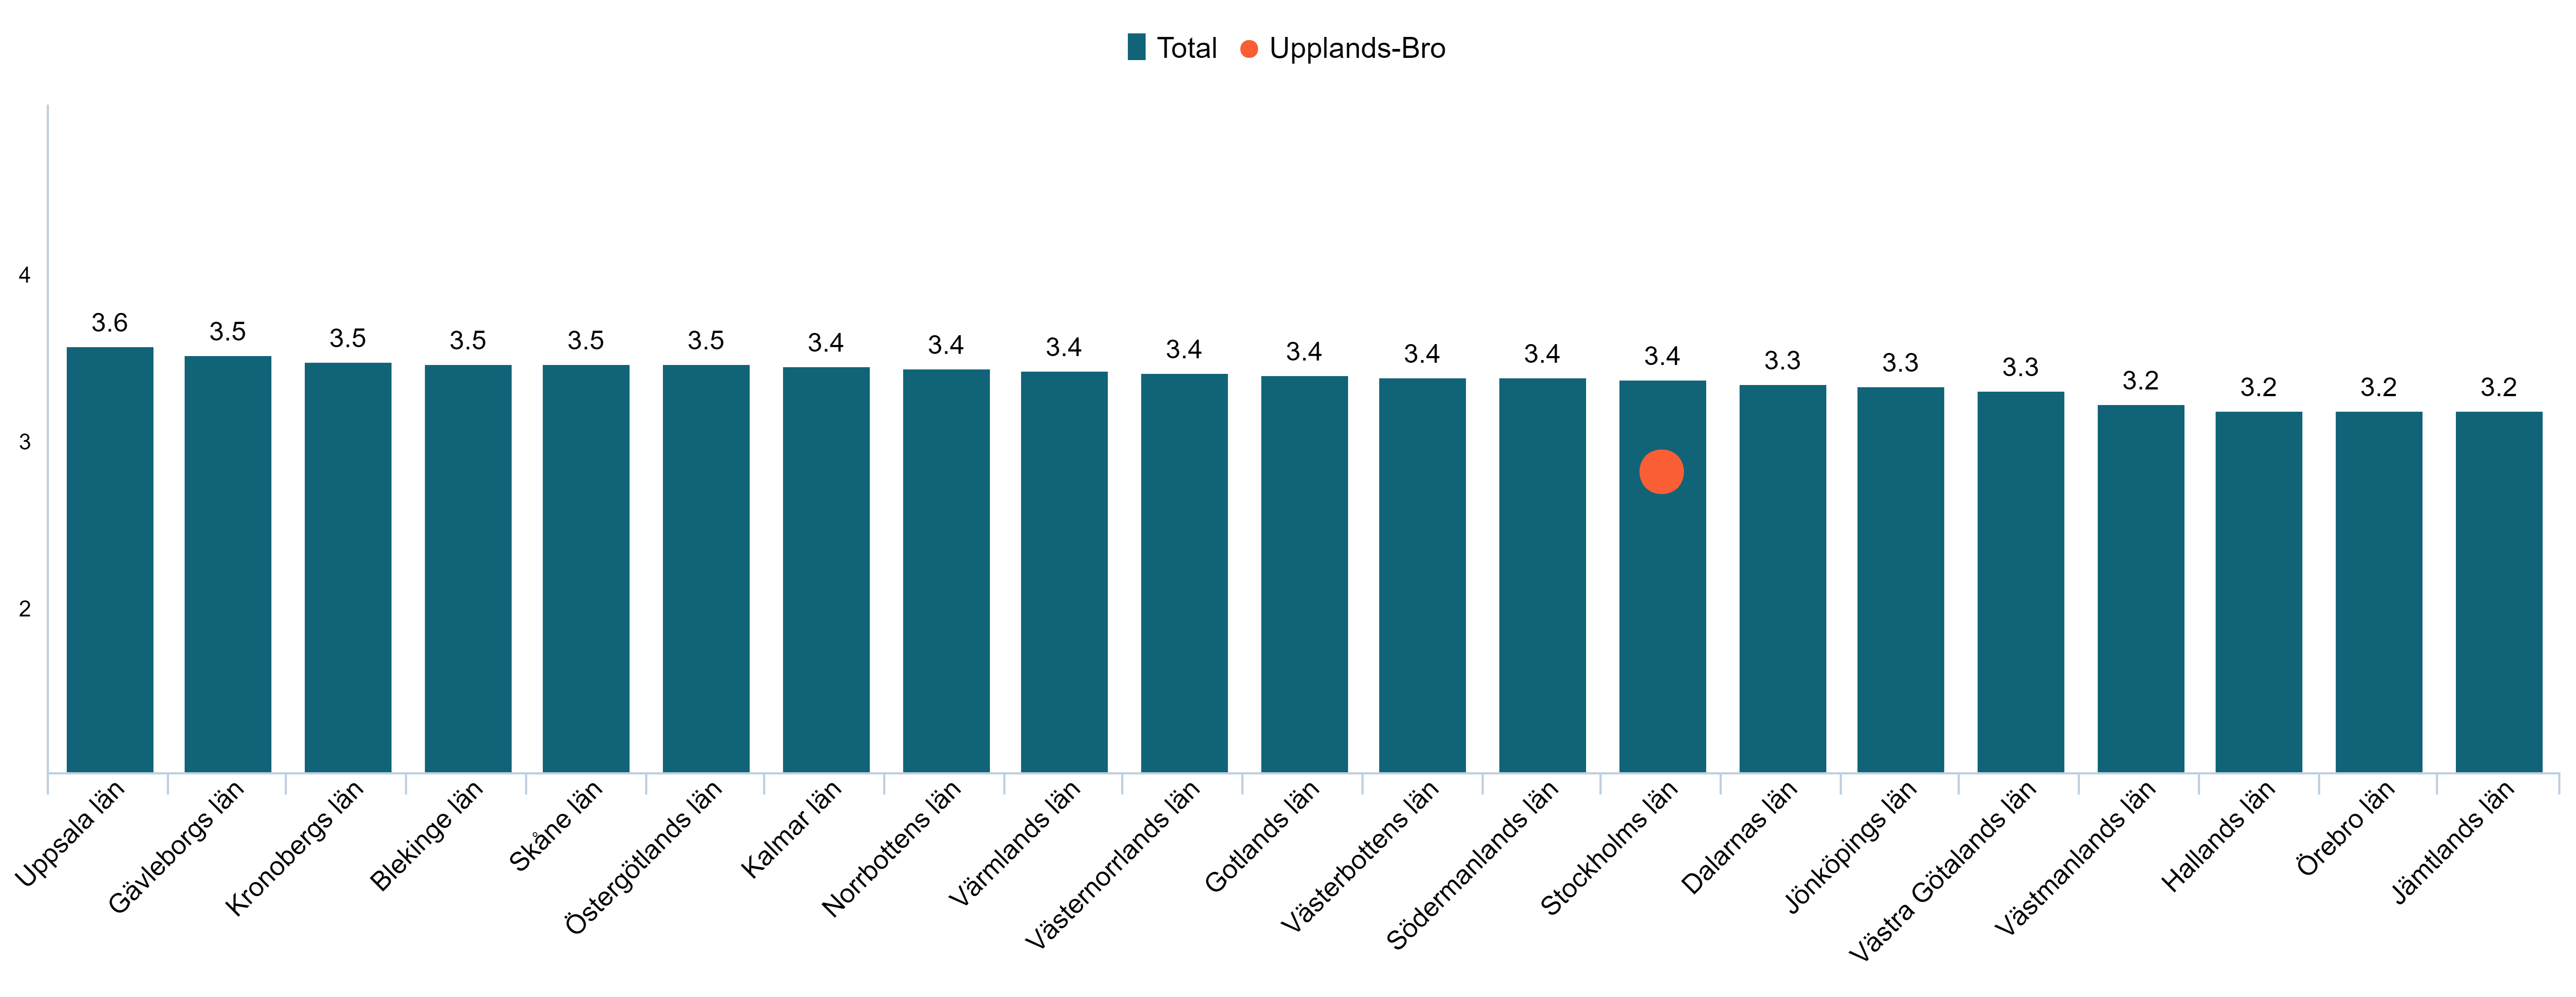 Total Upplands-Bro
4
3
2
3.6 3.5 3.5 3.5 3.5 3.5 3.4 3.4 3.4 3.4 3.4 3.4 3.4 3.4 3.3 3.3 3.3 3.2 3.2 3.2 3.2
Uppsala län
Gävleborgs län
Kronobergs län
Blekinge län
Skåne län
Östergötlands län
Kalmar län
Norrbottens län
Värmlands län
Västernorrlands län
Gotlands län
Västerbottens län
Södermanlands län
Stockholms län
Dalarnas län
Jönköpings län
Västra Götalands län
Västmanlands län
Hallands län
Örebro län
Jämtlands län